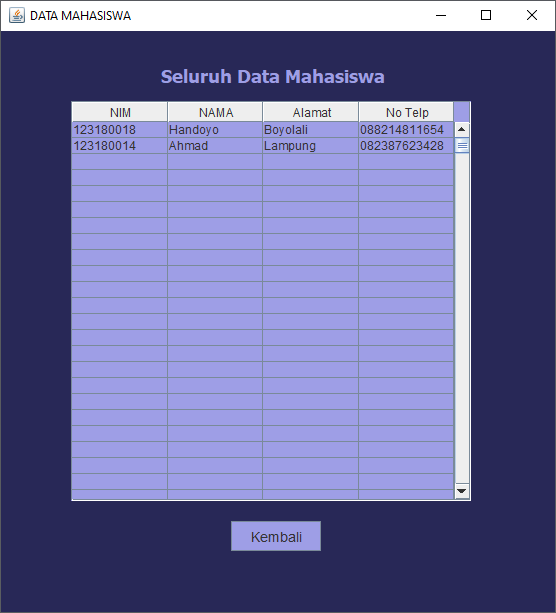 DATA MAHASISWA
Seluruh Data Mahasiswa
NIM NAMA Alamat No Telp
123180018 Handoyo Boyolali 088214811654
123180014 Ahmad Lampung 082387623428
Kembali